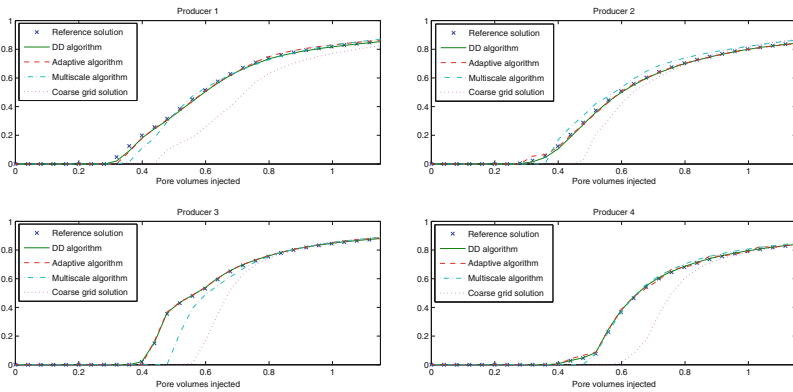 Producer 1
1
0.8
0.6
0.4
0.2
0
Reference solution
DD algorithm
Adaptive algorithm
Multiscale algorithm
Coarse grid solution
0 0.2 0.4 0.6 0.8 1
Pore volumes injected
Producer 2
1
0.8
0.6
0.4
0.2
0
Reference solution
DD algorithm
Adaptive algorithm
Multiscale algorithm
Coarse grid solution
0 0.2 0.4 0.6 0.8 1
Pore volumes injected
Producer 3
1
0.8
0.6
0.4
0.2
0
Reference solution
DD algorithm
Adaptive algorithm
Multiscale algorithm
Coarse grid solution
0 0.2 0.4 0.6 0.8 1
Pore volumes injected
Producer 4
1
0.8
0.6
0.4
0.2
0
Reference solution
DD algorithm
Adaptive algorithm
Multiscale algorithm
Coarse grid solution
0 0.2 0.4 0.6 0.8 1
Pore volumes injected